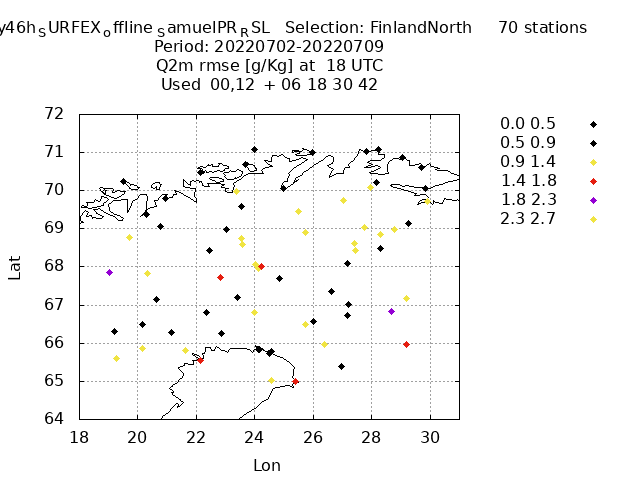 y46h_SURFEX_offline_SamuelPR_RSL Selection: FinlandNorth 70 stations
Period: 20220702-20220709
Q2m rmse [g/Kg] at 18 UTC
Used 00,12 + 06 18 30 42
72
71
70
69
68
67
66
65
64
Lat
18 20 22 24 26 28 30
Lon
0.0 0.5
0.5 0.9
0.9 1.4
1.4 1.8
1.8 2.3
2.3 2.7